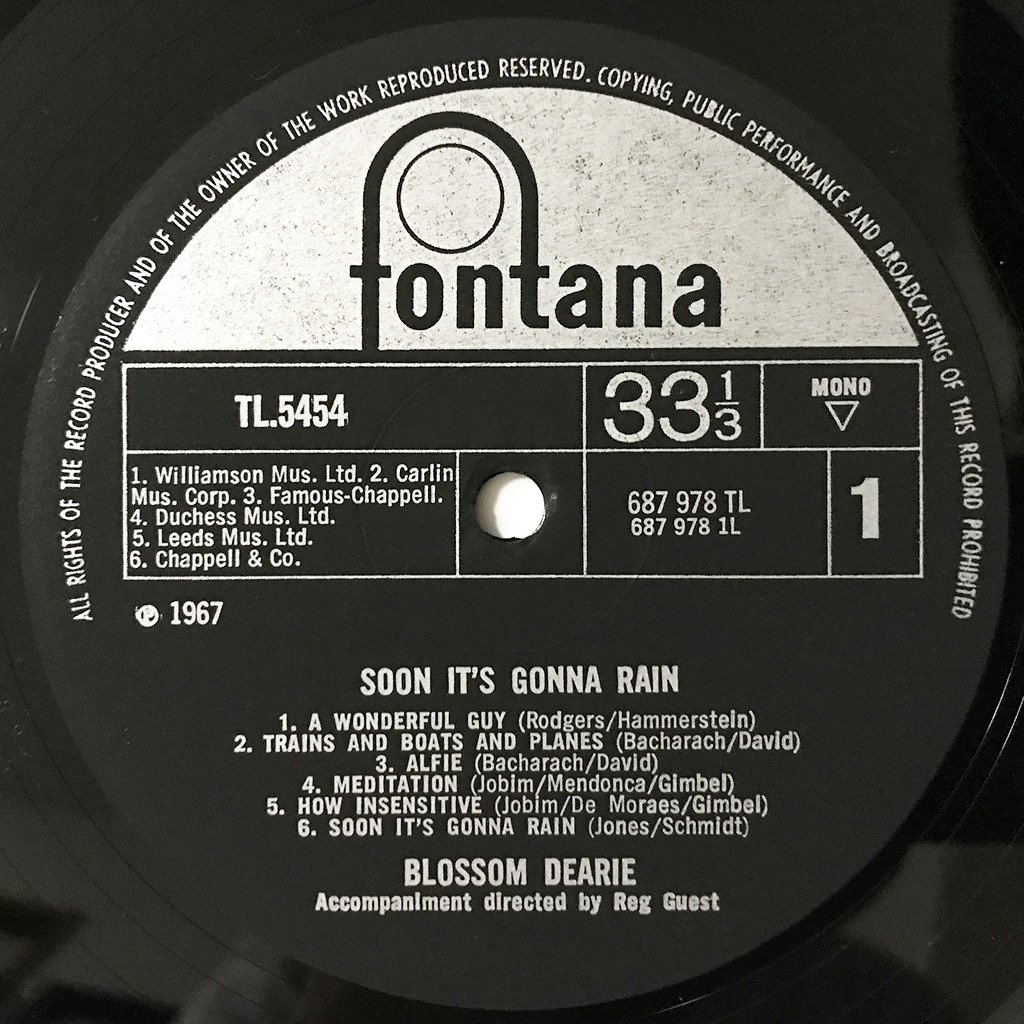 ALL RIGHTS OF THE RECORD PRODUCER AND OF THE OWNER OF THE WORK REPRODUCED RESERVED. COPYING, PUBLIC PERFORMANCE AND BROADCASTING OF THIS RECORD PROHIBITED
fontana
TL.5454
33 1/3
MONO
1. Williamson Mus. Ltd. 2. Carlin
Mus. Corp. 3. Famous-Chappell.
4. Duchess Mus. Ltd.
5. Leeds Mus. Ltd.
6. Chappell & Co.
687 978 TL
687 978 1L
1
℗ 1967
SOON IT'S GONNA RAIN
1. A WONDERFUL GUY (Rodgers/Hammerstein)
2. TRAINS AND BOATS AND PLANES (Bacharach/David)
3. ALFIE (Bacharach/David)
4. MEDITATION (Jobim/Mendonca/Gimbel)
5. HOW INSENSITIVE (Jobim/De Moraes/Gimbel)
6. SOON IT'S GONNA RAIN (Jones/Schmidt)
BLOSSOM DEARIE
Accompaniment directed by Reg Guest